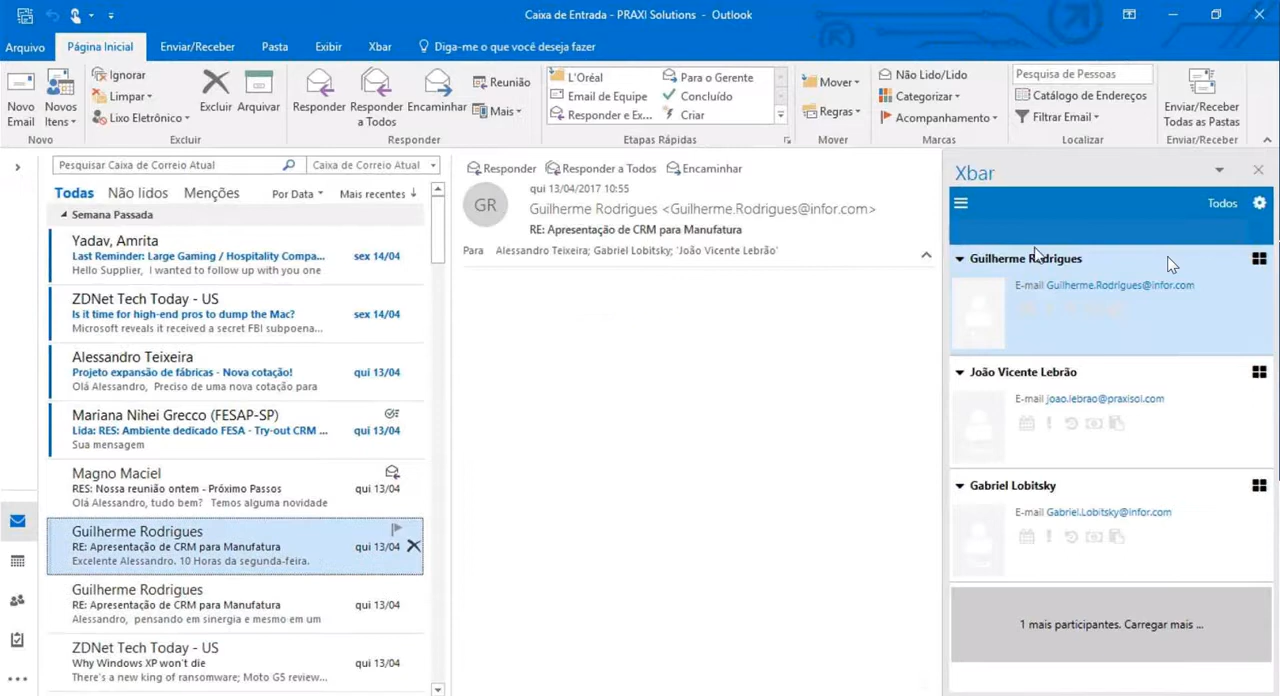 Caixa de Entrada - PRAXI Solutions - Outlook
Arquivo
Página Inicial
Enviar/Receber
Pasta
Exibir
Xbar
Diga-me o que você deseja fazer
Novo
Email
Novos
Itens
Novo
Ignorar
Limpar
Lixo Eletrônico
Excluir
Arquivar
Excluir
Responder
Responder
a Todos
Encaminhar
Reunião
Mais
Responder
L'Oréal
Email de Equipe
Responder e Ex...
Para o Gerente
Concluído
Criar
Etapas Rápidas
Mover
Regras
Mover
Não Lido/Lido
Categorizar
Acompanhamento
Marcas
Pesquisa de Pessoas
Catálogo de Endereços
Filtrar Email
Localizar
Enviar/Receber
Todas as Pastas
Enviar/Receber
Pesquisar Caixa de Correio Atual
Caixa de Correio Atual
Todas
Não lidos
Menções
Por Data
Mais recentes
Semana Passada
Yadav, Amrita
Last Reminder: Large Gaming / Hospitality Compa...
sex 14/04
Hello Supplier, I wanted to follow up with you one
ZDNet Tech Today - US
Is it time for high-end pros to dump the Mac?
sex 14/04
Microsoft reveals it received a secret FBI subpoena...
Alessandro Teixeira
Projeto expansão de fábricas - Nova cotação!
qui 13/04
Olá Alessandro, Preciso de uma nova cotação para
Mariana Nihei Grecco (FESAP-SP)
Lida: RES: Ambiente dedicado FESA - Try-out CRM ...
qui 13/04
Sua mensagem
Magno Maciel
RES: Nossa reunião ontem - Próximo Passos
qui 13/04
Olá Alessandro, tudo bem? Temos alguma novidade
Guilherme Rodrigues
RE: Apresentação de CRM para Manufatura
qui 13/04
Excelente Alessandro. 10 Horas da segunda-feira.
Guilherme Rodrigues
RE: Apresentação de CRM para Manufatura
qui 13/04
Alessandro, pensando em sinergia e mesmo em um
ZDNet Tech Today - US
Why Windows XP won't die
qui 13/04
There's a new king of ransomware; Moto G5 review...
Responder
Responder a Todos
Encaminhar
GR
qui 13/04/2017 10:55
Guilherme Rodrigues <Guilherme.Rodrigues@infor.com>
RE: Apresentação de CRM para Manufatura
Para Alessandro Teixeira; Gabriel Lobitsky; 'João Vicente Lebrão'
Xbar
Todos
Guilherme Rodrigues
E-mail Guilherme.Rodrigues@infor.com
João Vicente Lebrão
E-mail joao.lebrao@praxisol.com
Gabriel Lobitsky
E-mail Gabriel.Lobitsky@infor.com
1 mais participantes. Carregar mais ...